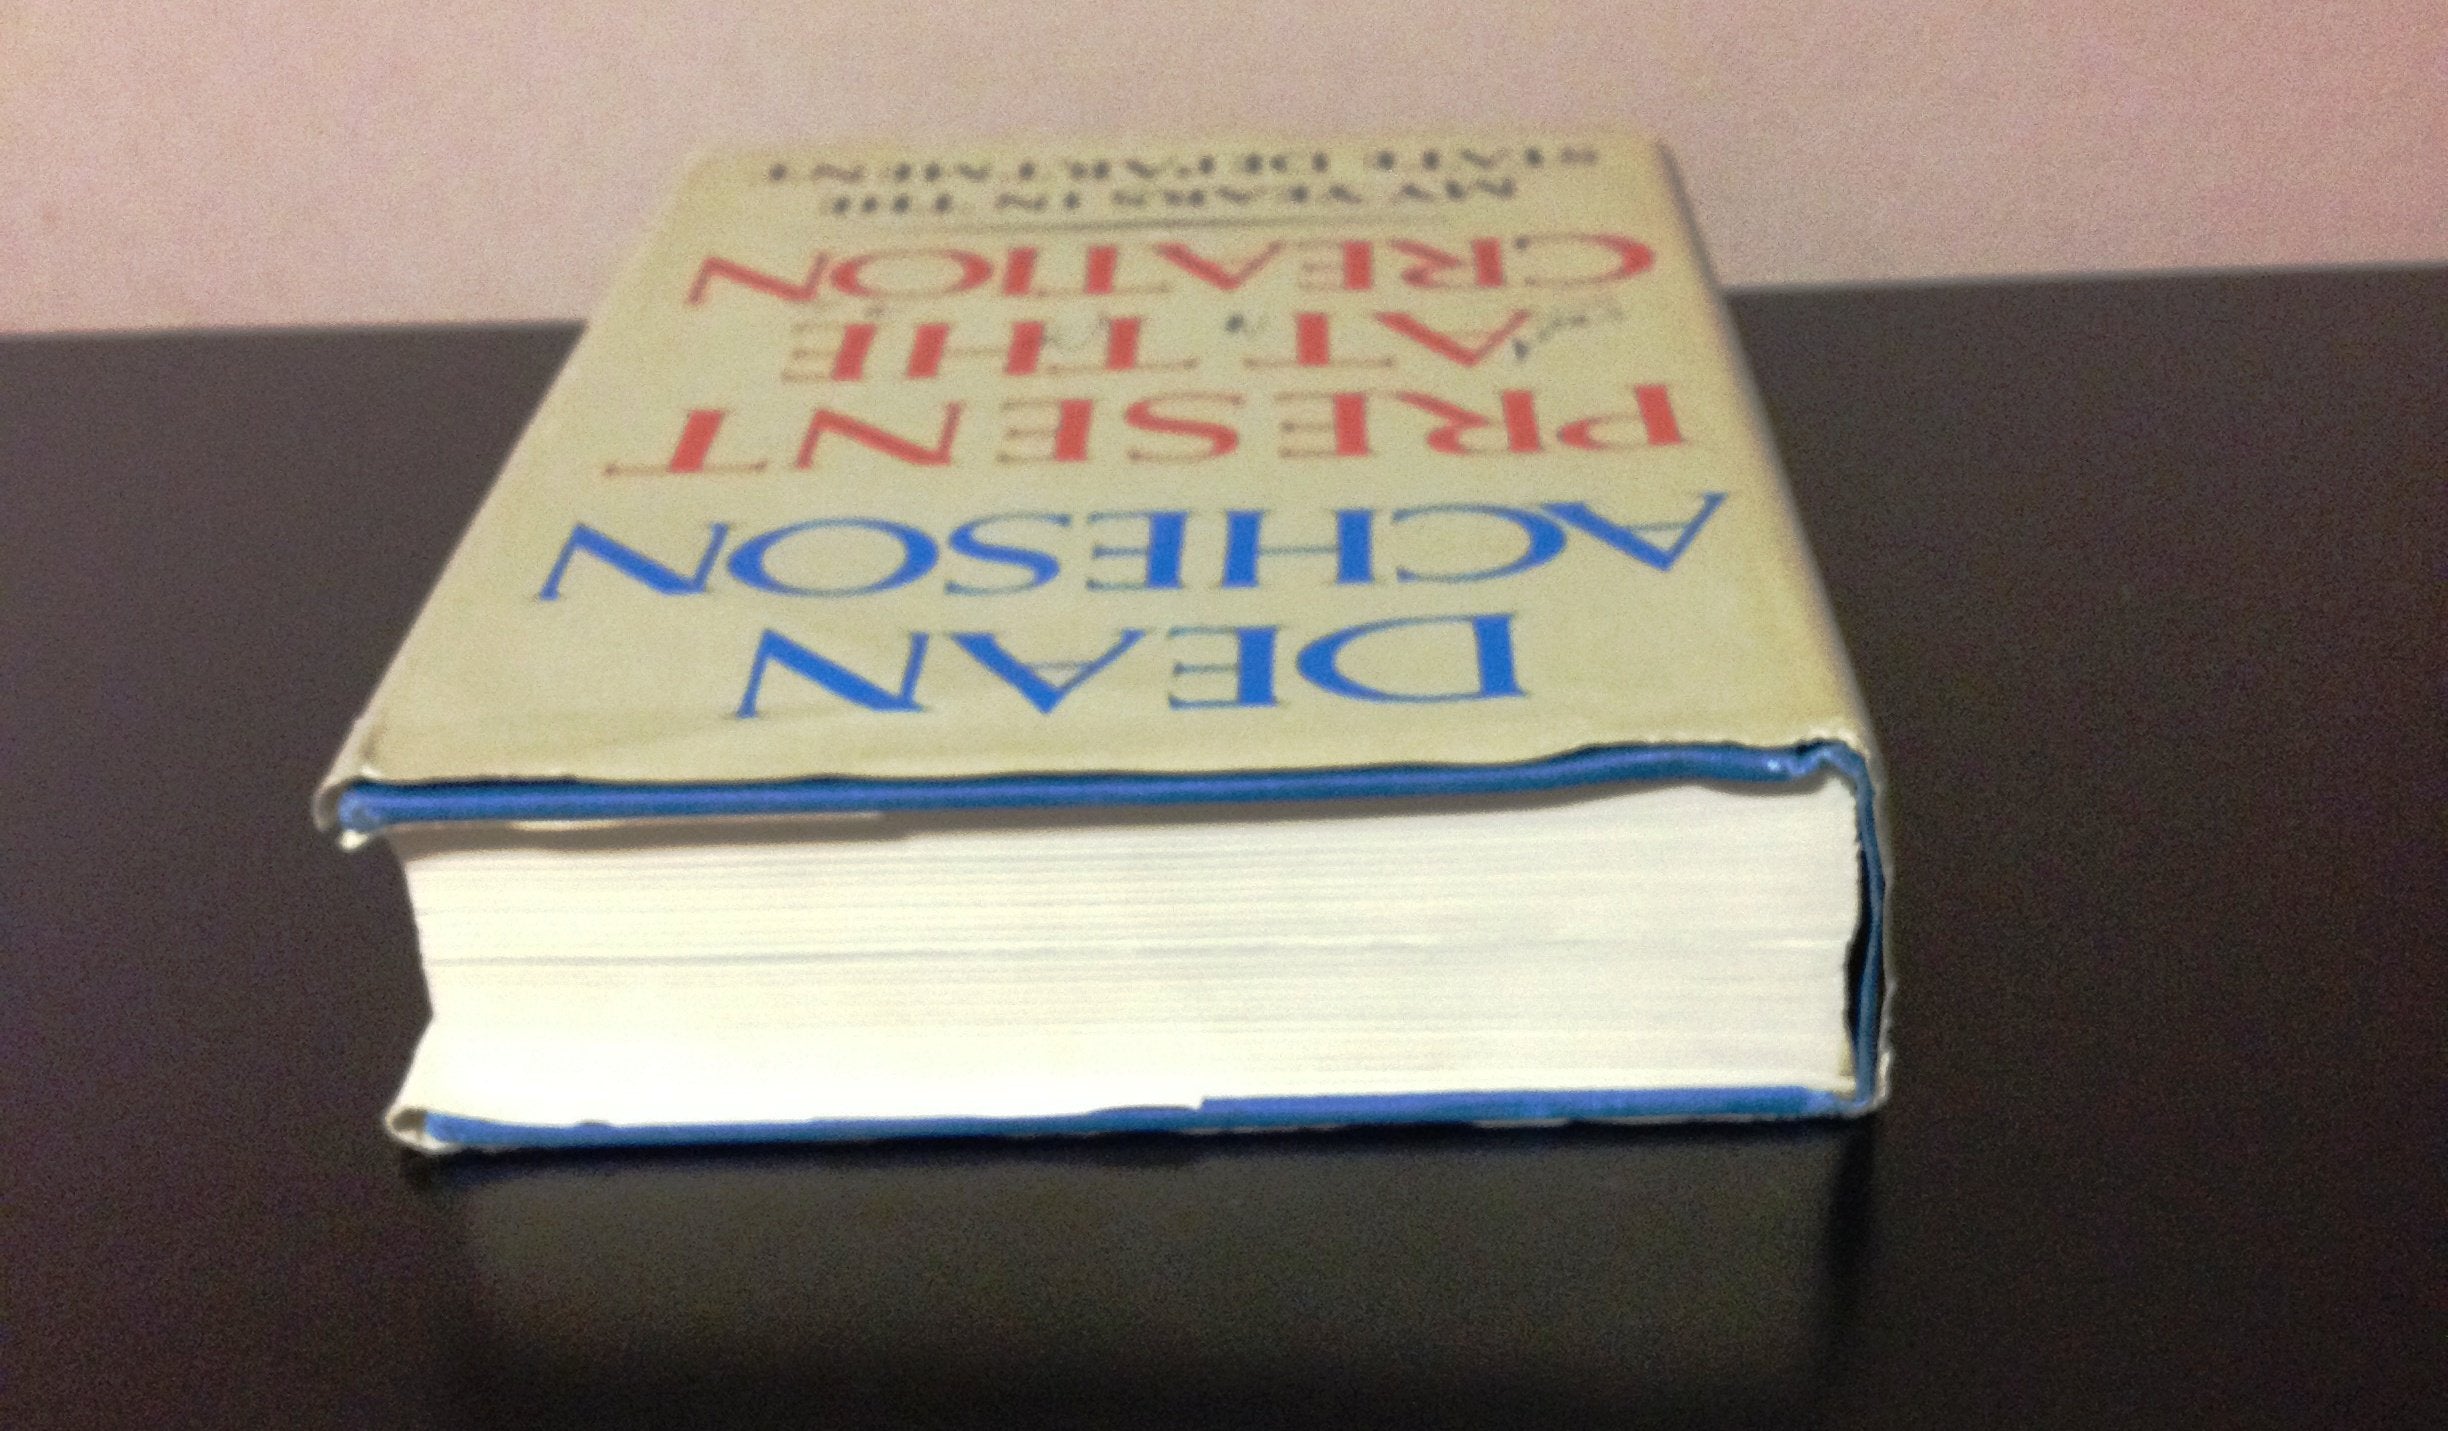 DEAN
ACHESON
PRESENT
AT THE
CREATION
MY YEARS IN THE
STATE DEPARTMENT